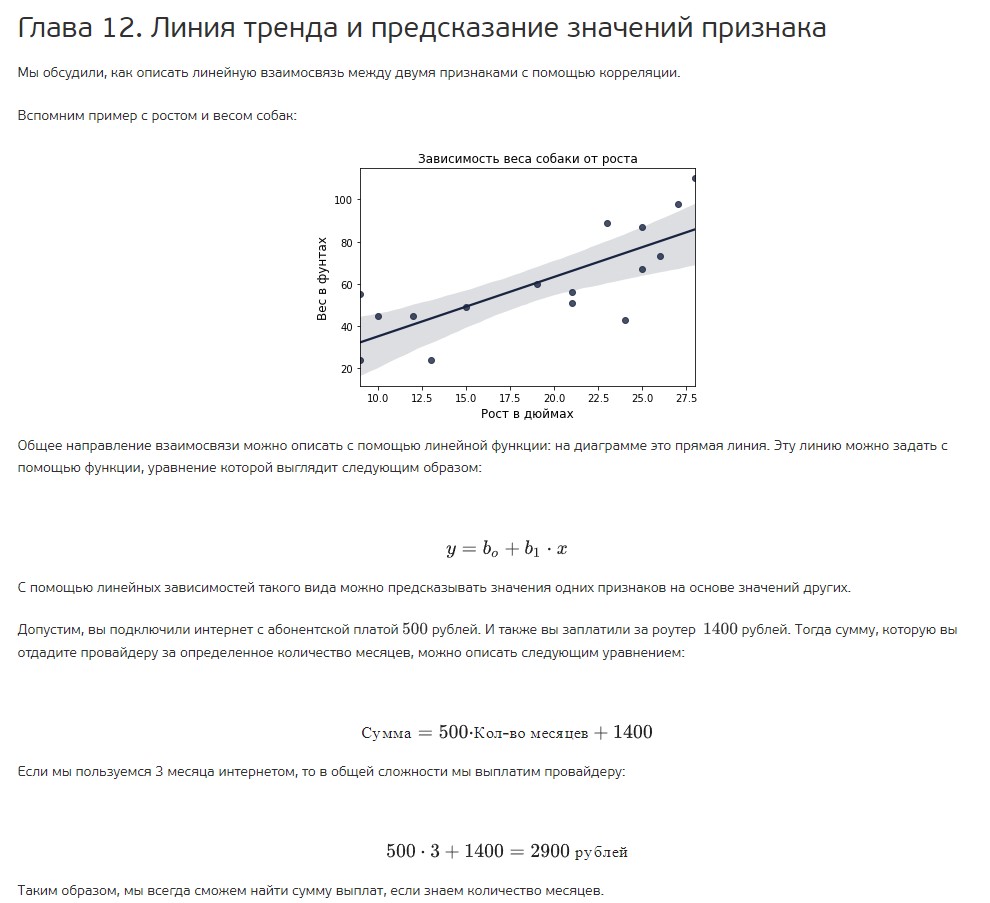 Глава 12. Линия тренда и предсказание значений признака
Мы обсудили, как описать линейную взаимосвязь между двумя признаками с помощью корреляции.
Вспомним пример с ростом и весом собак:
Зависимость веса собаки от роста
Вес в фунтах
100
80
60
40
20
10.0 12.5 15.0 17.5 20.0 22.5 25.0 27.5
Рост в дюймах
Общее направление взаимосвязи можно описать с помощью линейной функции: на диаграмме это прямая линия. Эту линию можно задать с
помощью функции, уравнение которой выглядит следующим образом:
y = b_o + b_1 · x
С помощью линейных зависимостей такого вида можно предсказывать значения одних признаков на основе значений других.
Допустим, вы подключили интернет с абонентской платой 500 рублей. И также вы заплатили за роутер 1400 рублей. Тогда сумму, которую вы
отдадите провайдеру за определенное количество месяцев, можно описать следующим уравнением:
Сумма = 500·Кол-во месяцев + 1400
Если мы пользуемся 3 месяца интернетом, то в общей сложности мы выплатим провайдеру:
500 · 3 + 1400 = 2900 рублей
Таким образом, мы всегда сможем найти сумму выплат, если знаем количество месяцев.